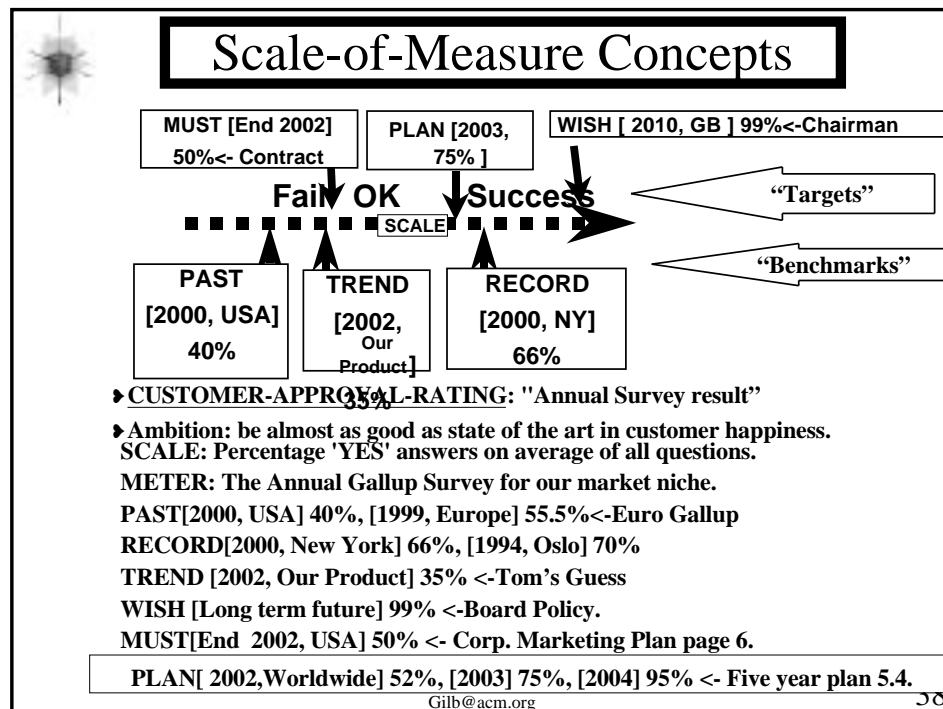 Scale-of-Measure Concepts
MUST [End 2002]
50%<- Contract
PLAN [2003,
75% ]
WISH [ 2010, GB ] 99%<-Chairman
Fail OK Success
“Targets”
SCALE
“Benchmarks”
PAST
[2000, USA]
40%
TREND
[2002,
Our
Product]
35%
RECORD
[2000, NY]
66%
❥CUSTOMER-APPROVAL-RATING: "Annual Survey result”
❥Ambition: be almost as good as state of the art in customer happiness.
SCALE: Percentage 'YES' answers on average of all questions.
METER: The Annual Gallup Survey for our market niche.
PAST[2000, USA] 40%, [1999, Europe] 55.5%<-Euro Gallup
RECORD[2000, New York] 66%, [1994, Oslo] 70%
TREND [2002, Our Product] 35% <-Tom’s Guess
WISH [Long term future] 99% <-Board Policy.
MUST[End 2002, USA] 50% <- Corp. Marketing Plan page 6.
PLAN[ 2002,Worldwide] 52%, [2003] 75%, [2004] 95% <- Five year plan 5.4.
Gilb@acm.org
58